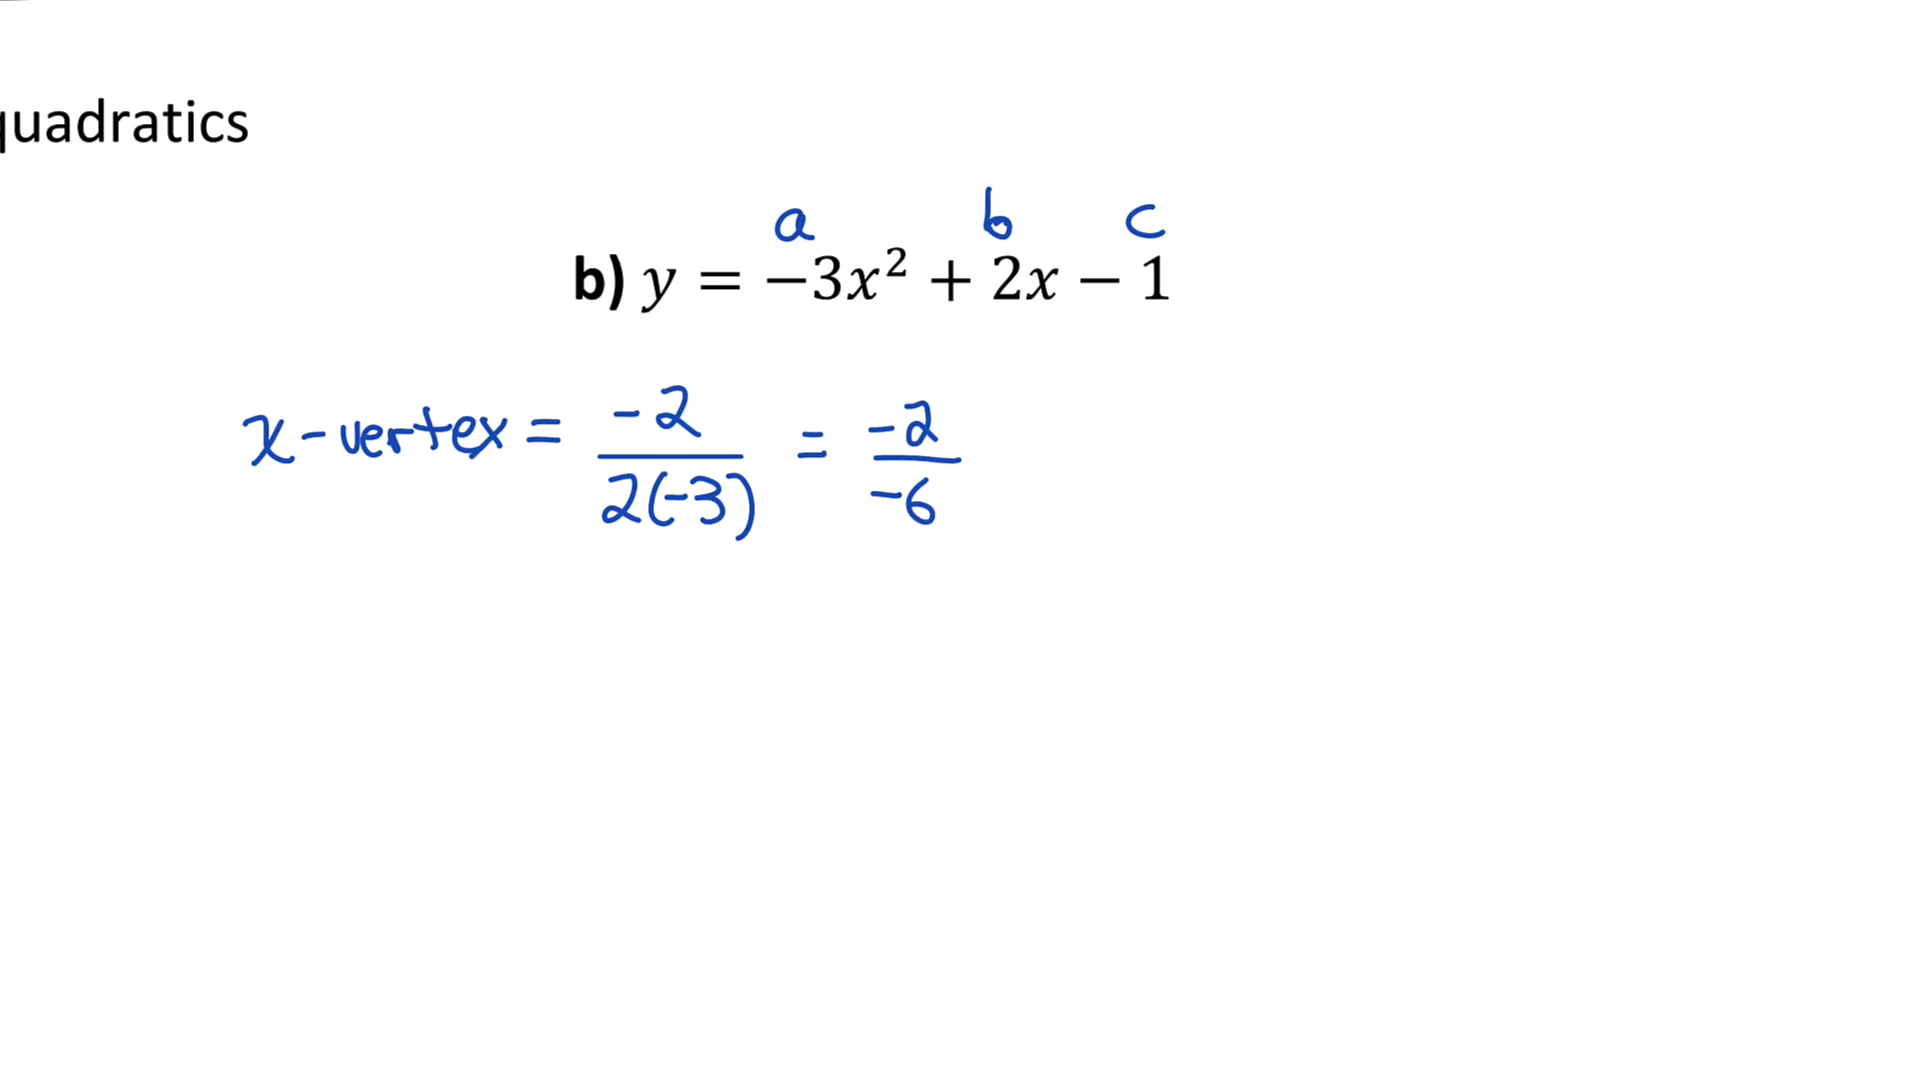 quadratics
a b c
b) y = −3x² + 2x − 1
x-vertex = -2/2(-3) = -2/-6